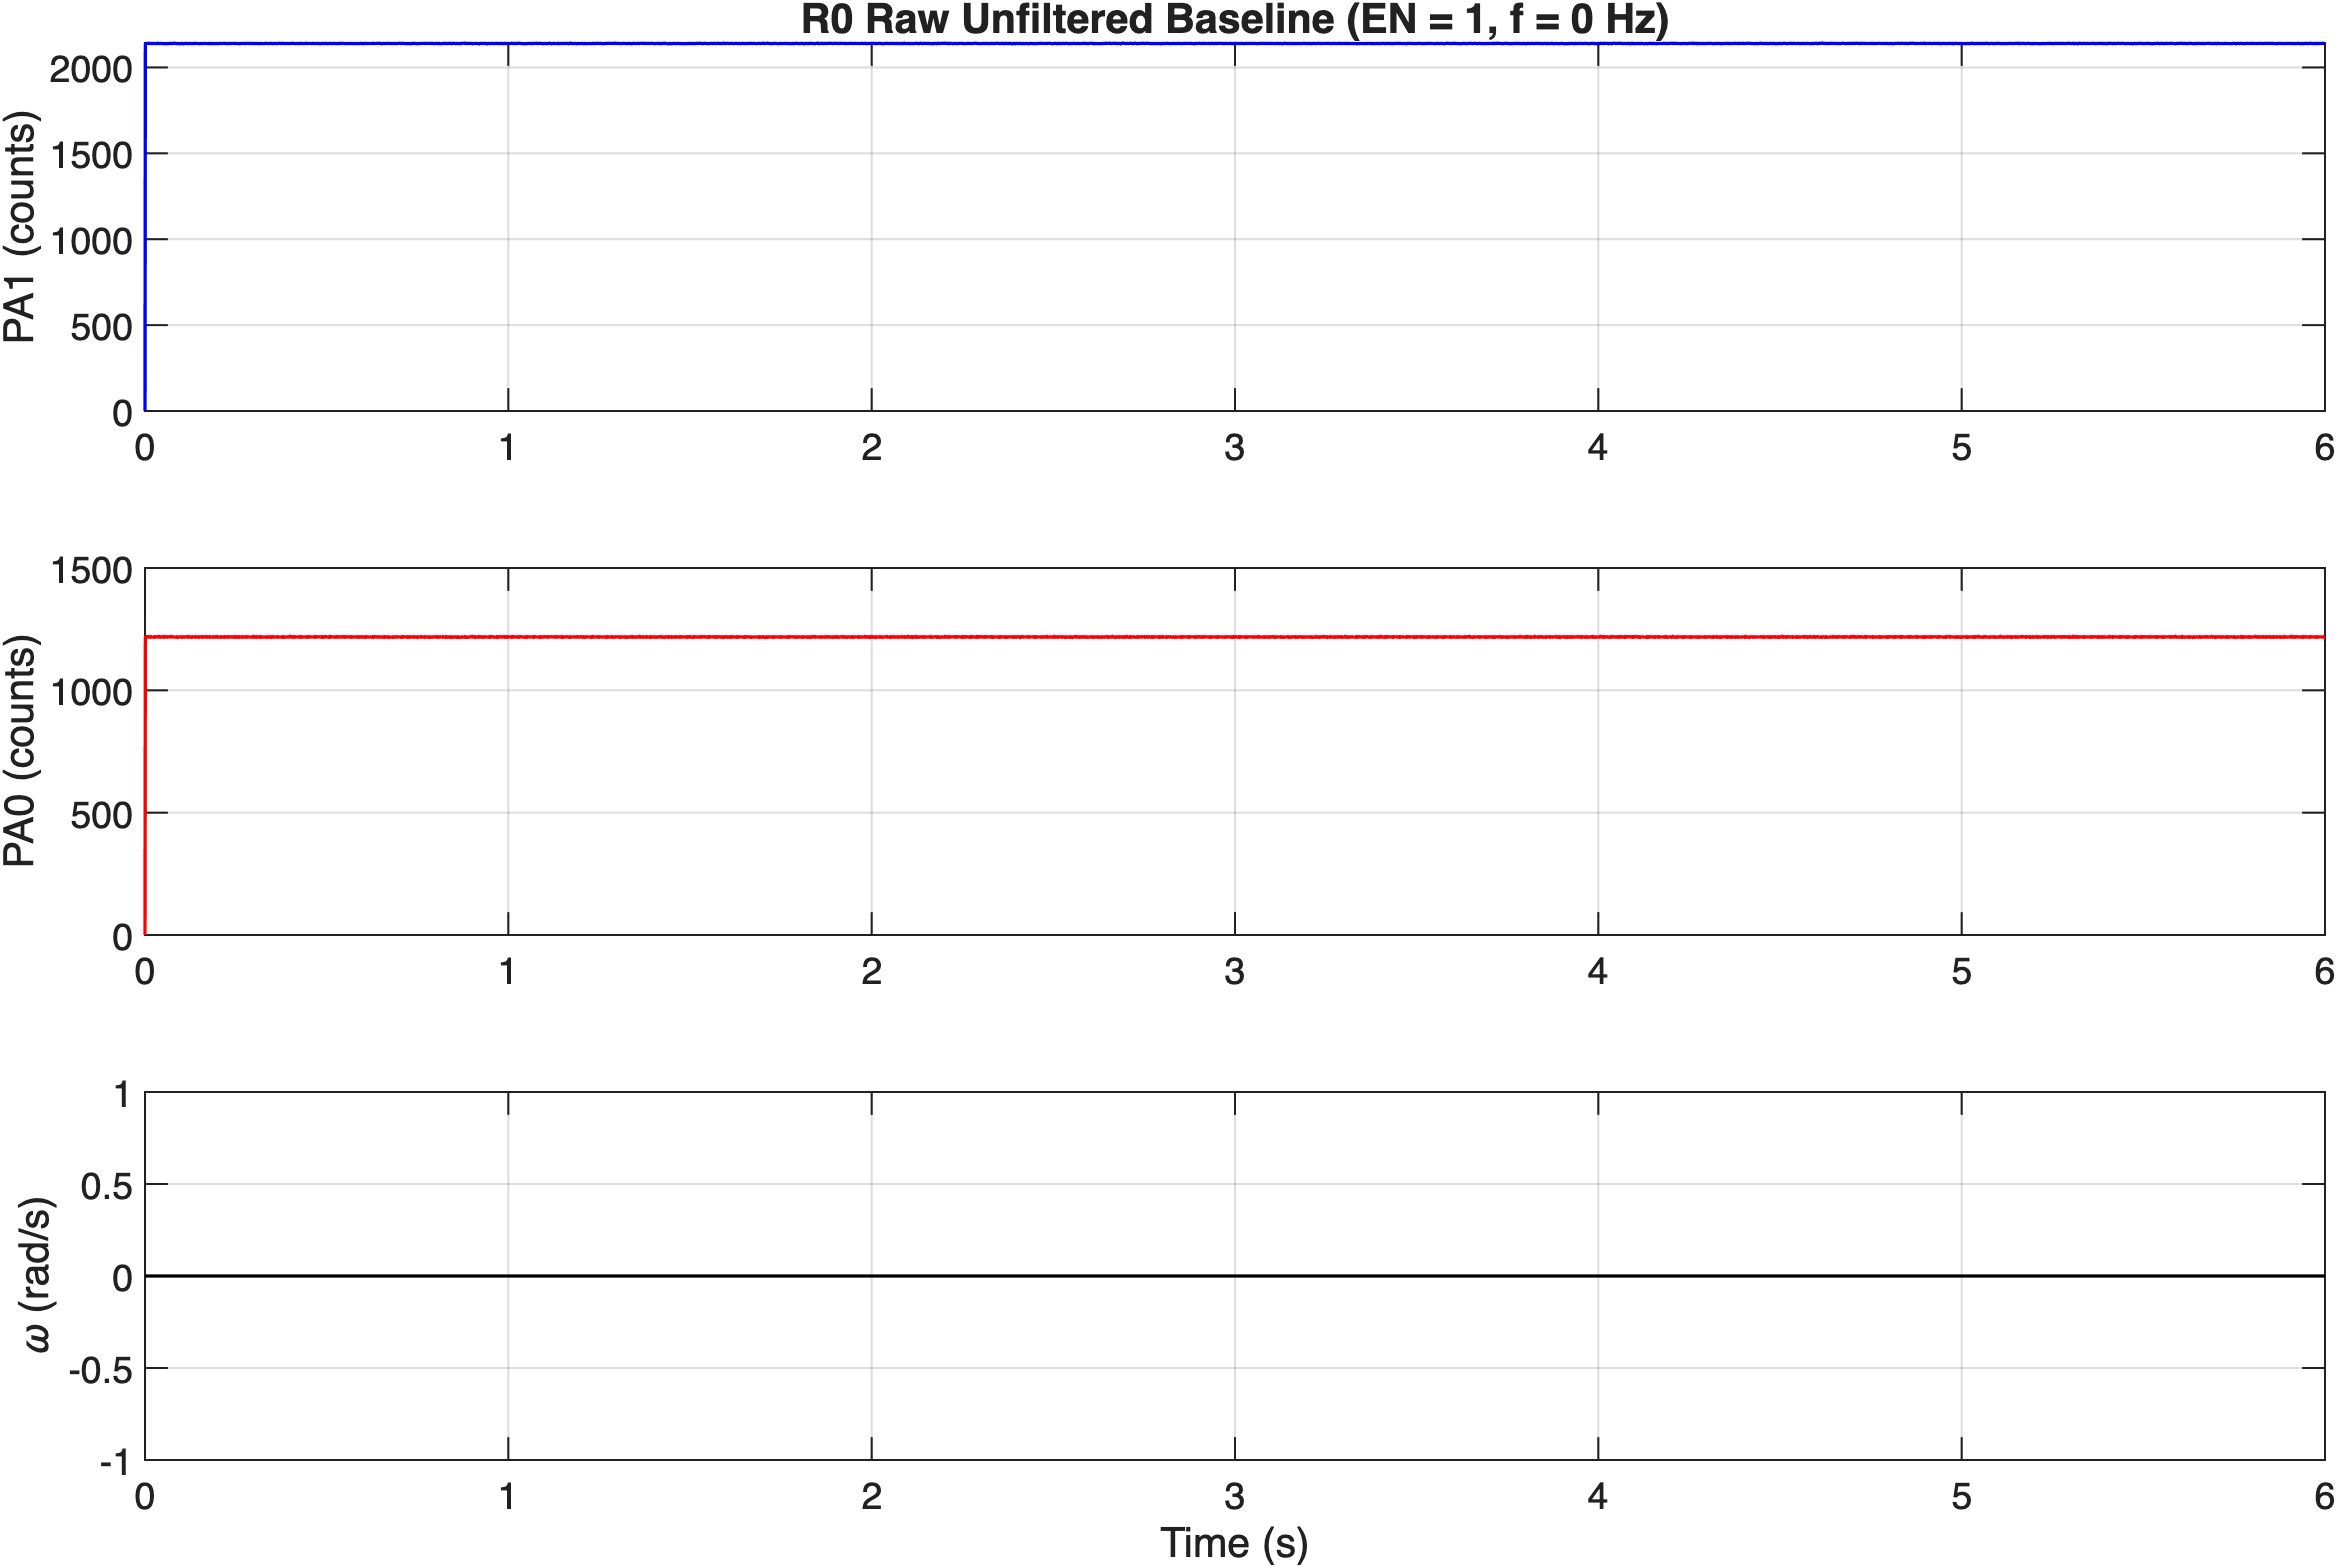 R0 Raw Unfiltered Baseline (EN = 1, f = 0 Hz)
PA1 (counts)
2000
1500
1000
500
0
0 1 2 3 4 5 6
PA0 (counts)
1500
1000
500
0
0 1 2 3 4 5 6
ω (rad/s)
1
0.5
0
-0.5
-1
0 1 2 3 4 5 6
Time (s)